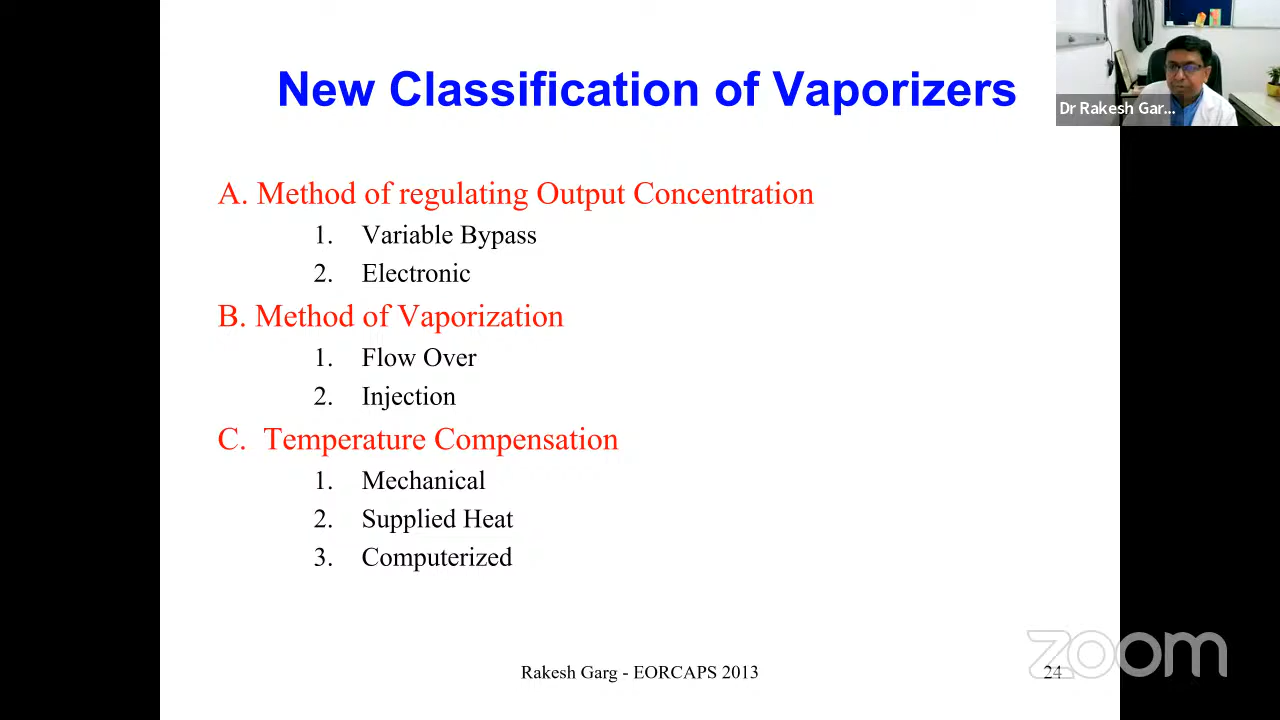 New Classification of Vaporizers
Dr Rakesh Gar...
A. Method of regulating Output Concentration
1. Variable Bypass
2. Electronic
B. Method of Vaporization
1. Flow Over
2. Injection
C. Temperature Compensation
1. Mechanical
2. Supplied Heat
3. Computerized
Rakesh Garg - EORCAPS 2013
24
zoom